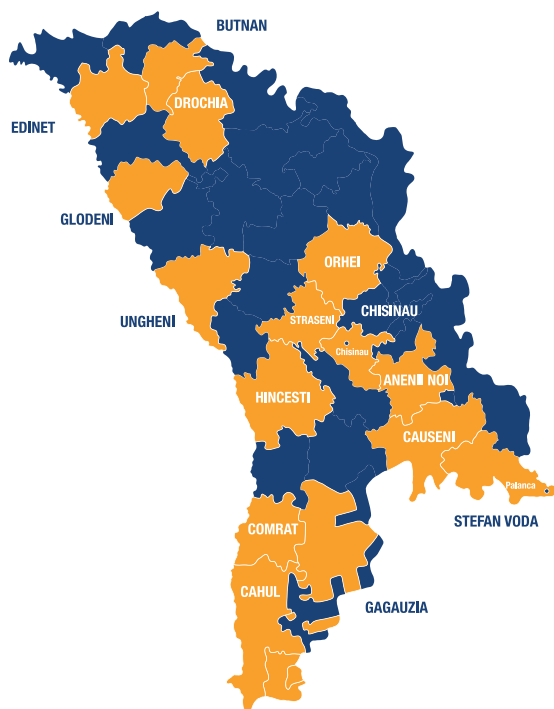 BUTNAN
DROCHIA
EDINET
GLODENI
ORHEI
CHISINAU
STRASENI
UNGHENI
Chisinau
ANENII NOI
HINCESTI
CAUSENI
Palanca
STEFAN VODA
COMRAT
CAHUL
GAGAUZIA